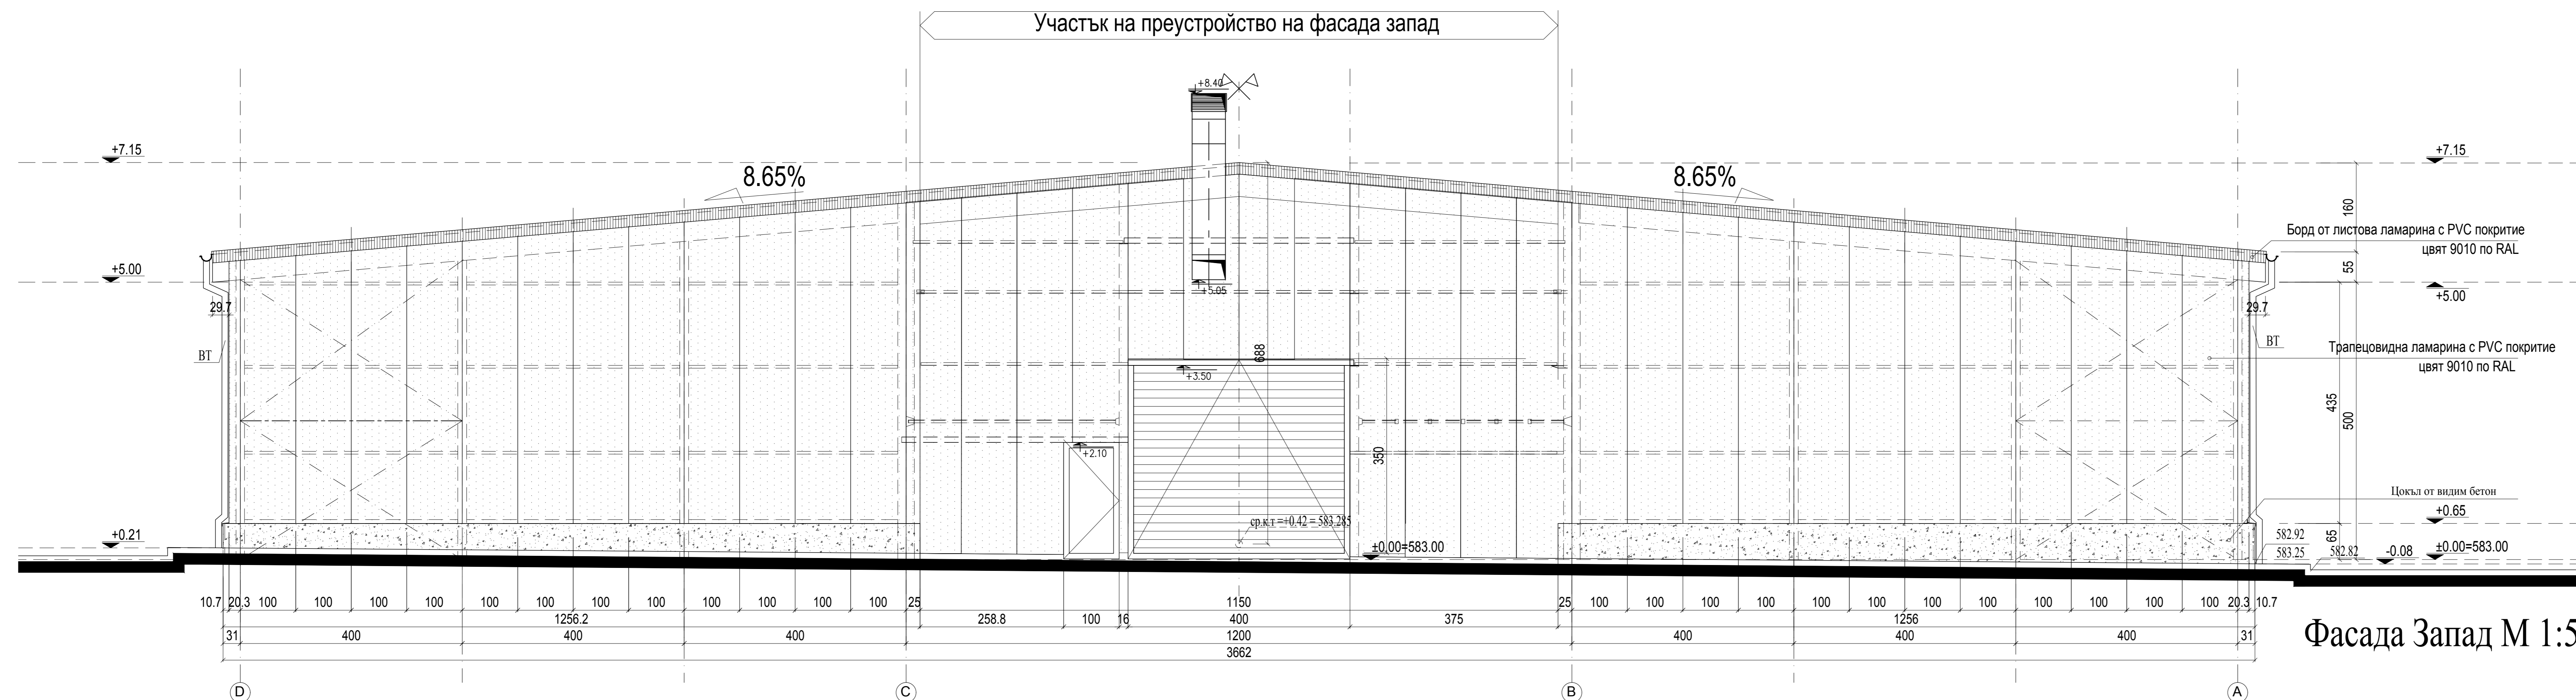 Участък на преустройство на фасада запад
+8.40
+7.15
+7.15
8.65%
8.65%
160
Борд от листова ламарина с PVC покритие
цвят 9010 по RAL
+5.00
55
+5.05
+5.00
29.7
29.7
ВТ
688
ВТ
Трапецовидна ламарина с PVC покритие
цвят 9010 по RAL
+3.50
435
500
350
+2.10
Цокъл от видим бетон
+0.65
ср.к.т =+0.42 = 583.285
+0.21
582.92
65
±0.00=583.00
583.25
582.82
-0.08
±0.00=583.00
10.7 20.3 100 100 100 100 100 100 100 100 100 100 100 100 25 1150 25 100 100 100 100 100 100 100 100 100 100 100 100 20.3 10.7
1256.2 258.8 100 16 400 375 1256
31 400 400 400 1200 400 400 400 31
3662
Фасада Запад М 1:5
D C B A